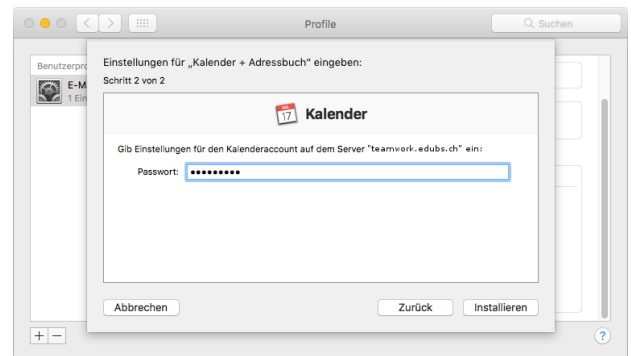 Profile
Suchen
Benutzerpro
E-M
1 Ein
Einstellungen für „Kalender + Adressbuch“ eingeben:
Schritt 2 von 2
JUL
17
Kalender
Gib Einstellungen für den Kalenderaccount auf dem Server "teamwork.edubs.ch" ein:
Passwort: •••••••••
Abbrechen
Zurück
Installieren
+ −
?